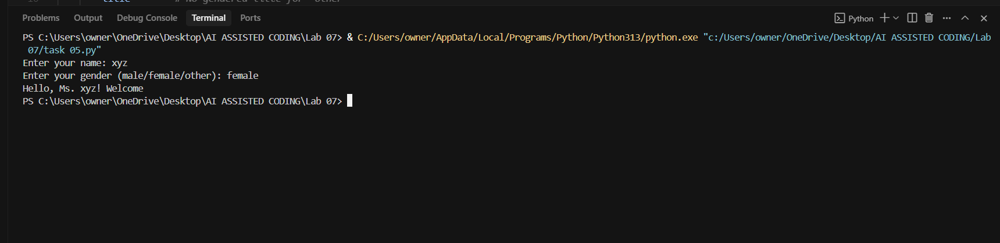 Problems Output Debug Console Terminal Ports Python
PS C:\Users\owner\OneDrive\Desktop\AI ASSISTED CODING\Lab 07> & C:/Users/owner/AppData/Local/Programs/Python/Python313/python.exe "c:/Users/owner/OneDrive/Desktop/AI ASSISTED CODING/Lab
07/task 05.py"
Enter your name: xyz
Enter your gender (male/female/other): female
Hello, Ms. xyz! Welcome
PS C:\Users\owner\OneDrive\Desktop\AI ASSISTED CODING\Lab 07>